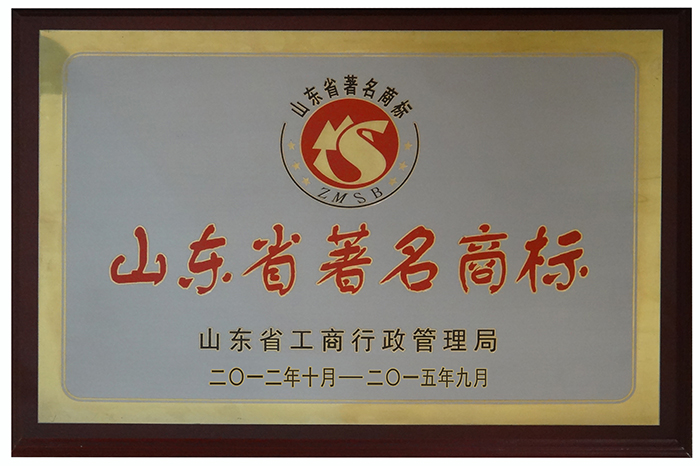 山东省著名商标
ZMSB
山东省著名商标
山东省工商行政管理局
二〇一二年十月—二〇一五年九月